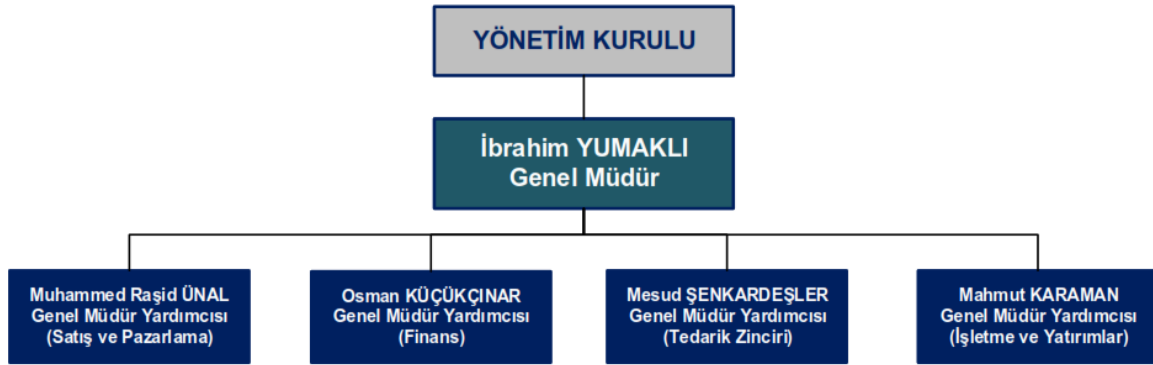 YÖNETİM KURULU
İbrahim YUMAKLI
Genel Müdür
Muhammed Raşid ÜNAL
Genel Müdür Yardımcısı
(Satış ve Pazarlama)
Osman KÜÇÜKÇINAR
Genel Müdür Yardımcısı
(Finans)
Mesud ŞENKARDEŞLER
Genel Müdür Yardımcısı
(Tedarik Zinciri)
Mahmut KARAMAN
Genel Müdür Yardımcısı
(İşletme ve Yatırımlar)